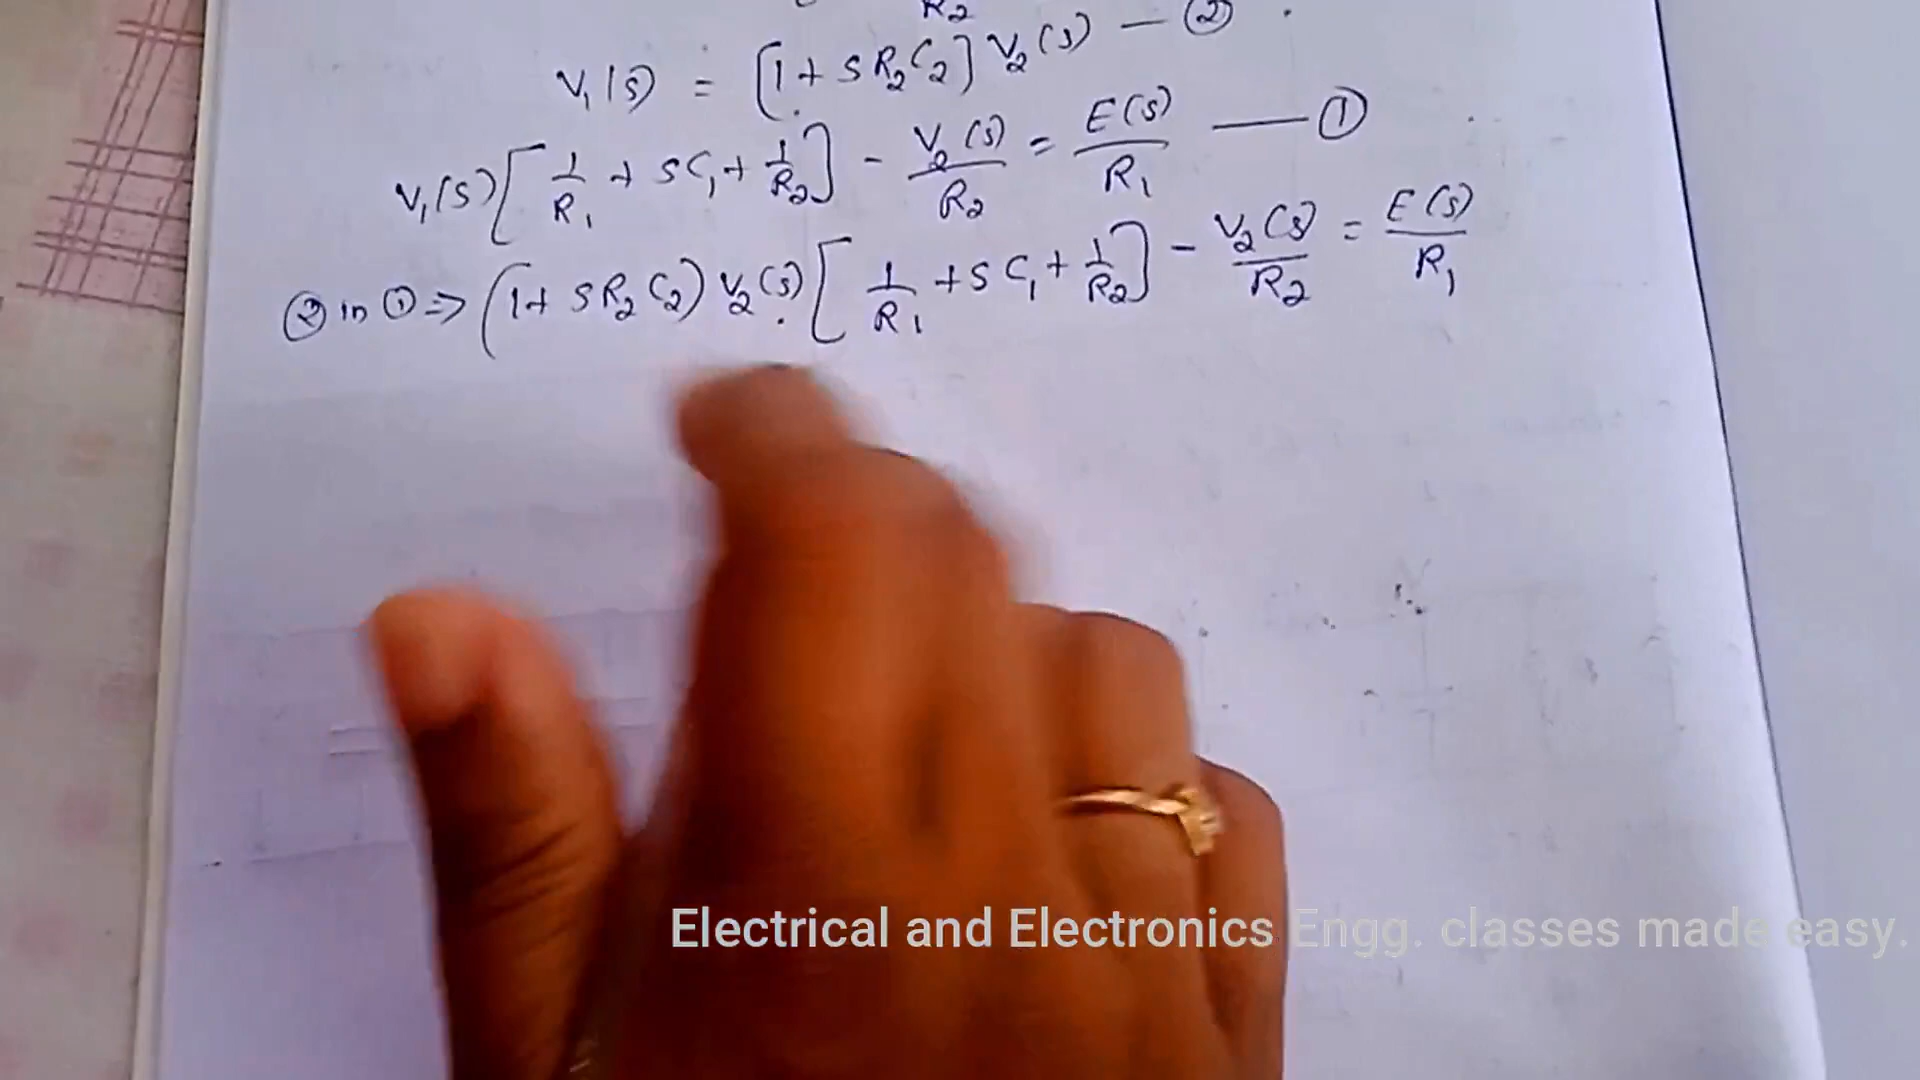 R₂
V₁(s) = [1 + SR₂C₂] V₂(s) — ②
V₁(s) [1/R₁ + SC₁ + 1/R₂] - V₂(s)/R₂ = E(s)/R₁ — ①
② in ① ⇒ (1 + SR₂C₂) V₂(s) [1/R₁ + SC₁ + 1/R₂] - V₂(s)/R₂ = E(s)/R₁
Electrical and Electronics Engg. classes made easy.